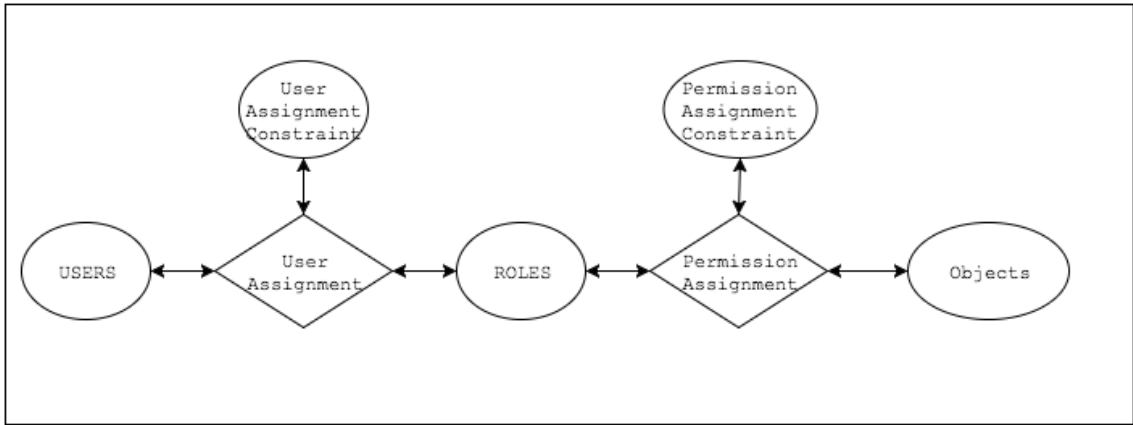 User
Assignment
Constraint
Permission
Assignment
Constraint
USERS
User
Assignment
ROLES
Permission
Assignment
Objects